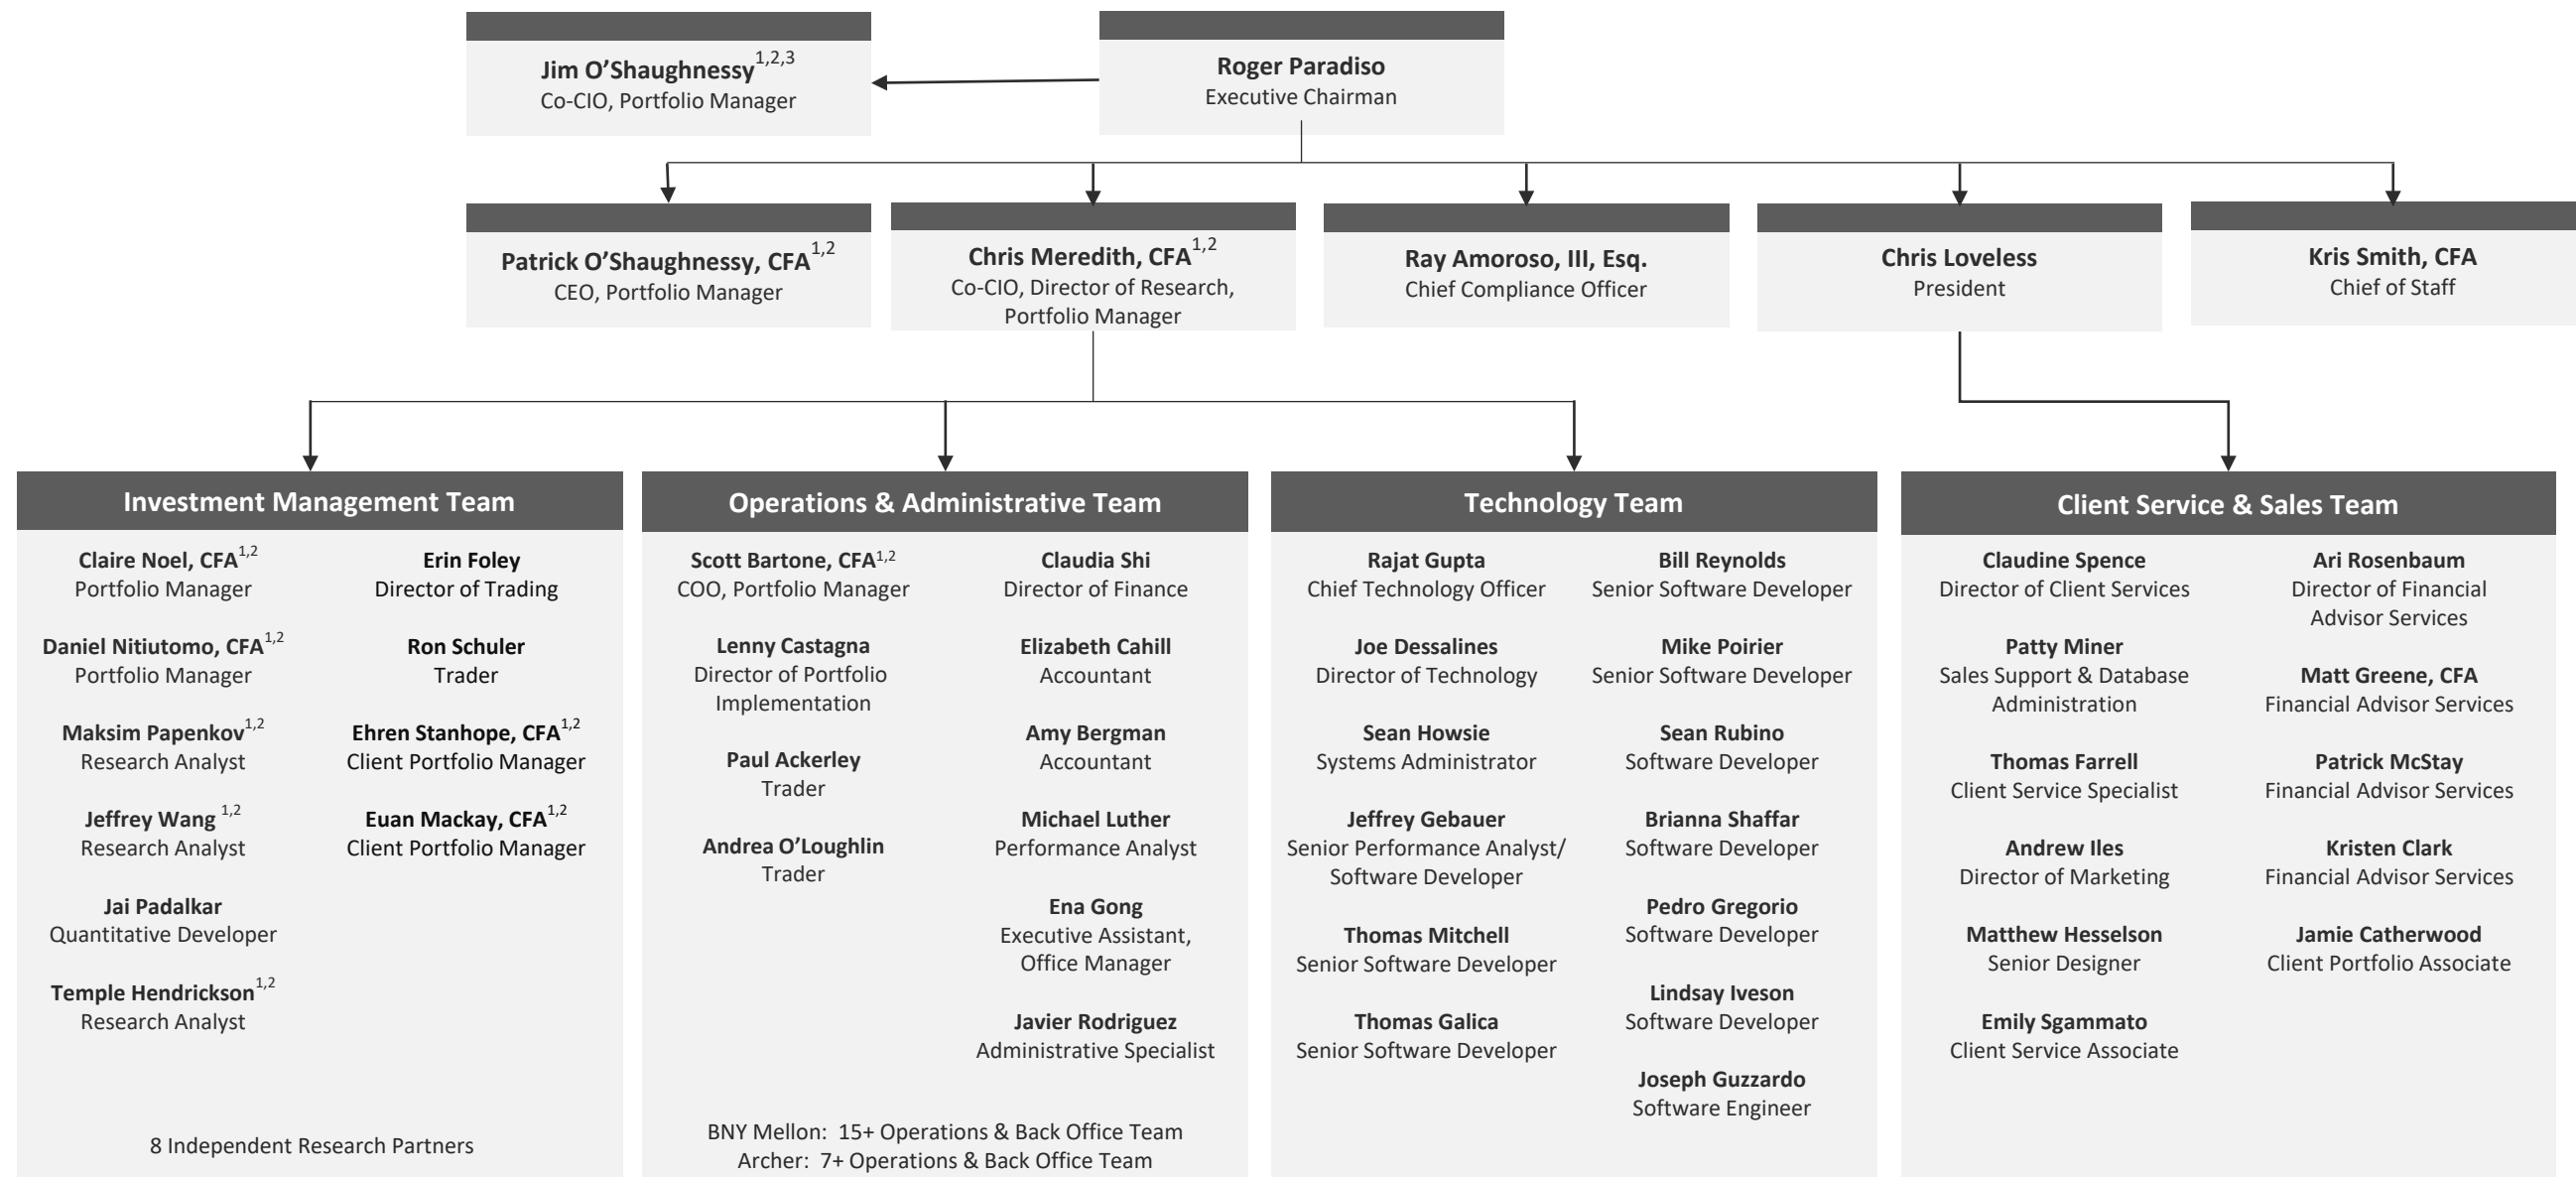 Jim O’Shaughnessy1,2,3
Co-CIO, Portfolio Manager
Roger Paradiso
Executive Chairman
Patrick O’Shaughnessy, CFA1,2
CEO, Portfolio Manager
Chris Meredith, CFA1,2
Co-CIO, Director of Research,
Portfolio Manager
Ray Amoroso, III, Esq.
Chief Compliance Officer
Chris Loveless
President
Kris Smith, CFA
Chief of Staff
Investment Management Team
Claire Noel, CFA1,2
Portfolio Manager
Daniel Nitiutomo, CFA1,2
Portfolio Manager
Maksim Papenkov1,2
Research Analyst
Jeffrey Wang 1,2
Research Analyst
Jai Padalkar
Quantitative Developer
Temple Hendrickson1,2
Research Analyst
Erin Foley
Director of Trading
Ron Schuler
Trader
Ehren Stanhope, CFA1,2
Client Portfolio Manager
Euan Mackay, CFA1,2
Client Portfolio Manager
8 Independent Research Partners
Operations & Administrative Team
Scott Bartone, CFA1,2
COO, Portfolio Manager
Lenny Castagna
Director of Portfolio
Implementation
Paul Ackerley
Trader
Andrea O’Loughlin
Trader
Claudia Shi
Director of Finance
Elizabeth Cahill
Accountant
Amy Bergman
Accountant
Michael Luther
Performance Analyst
Ena Gong
Executive Assistant,
Office Manager
Javier Rodriguez
Administrative Specialist
BNY Mellon: 15+ Operations & Back Office Team
Archer: 7+ Operations & Back Office Team
Technology Team
Rajat Gupta
Chief Technology Officer
Joe Dessalines
Director of Technology
Sean Howsie
Systems Administrator
Jeffrey Gebauer
Senior Performance Analyst/
Software Developer
Thomas Mitchell
Senior Software Developer
Thomas Galica
Senior Software Developer
Bill Reynolds
Senior Software Developer
Mike Poirier
Senior Software Developer
Sean Rubino
Software Developer
Brianna Shaffar
Software Developer
Pedro Gregorio
Software Developer
Lindsay Iveson
Software Developer
Joseph Guzzardo
Software Engineer
Client Service & Sales Team
Claudine Spence
Director of Client Services
Patty Miner
Sales Support & Database
Administration
Thomas Farrell
Client Service Specialist
Andrew Iles
Director of Marketing
Matthew Hesselson
Senior Designer
Emily Sgammato
Client Service Associate
Ari Rosenbaum
Director of Financial
Advisor Services
Matt Greene, CFA
Financial Advisor Services
Patrick McStay
Financial Advisor Services
Kristen Clark
Financial Advisor Services
Jamie Catherwood
Client Portfolio Associate